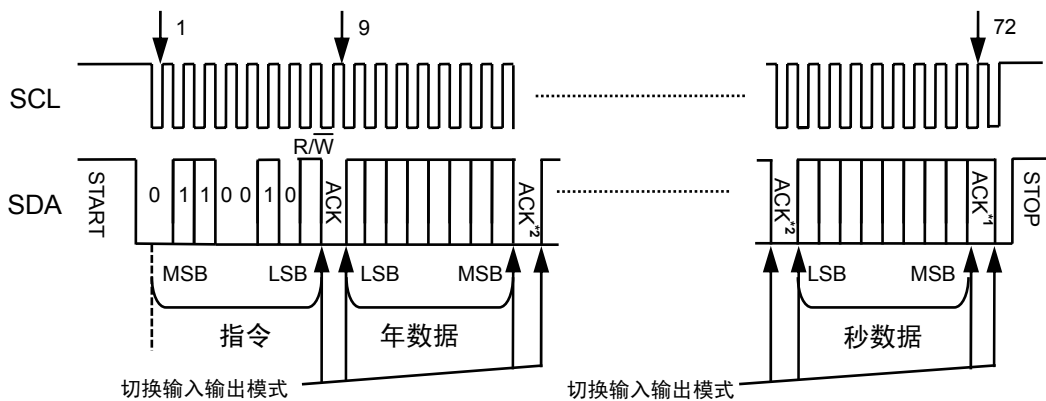 1 9 72
SCL
R/W̅
SDA START 0 1 1 0 0 1 0 ACK ACK*2 ACK*2 ACK*1 STOP
MSB LSB LSB MSB LSB MSB
指令 年数据 秒数据
切换输入输出模式 切换输入输出模式